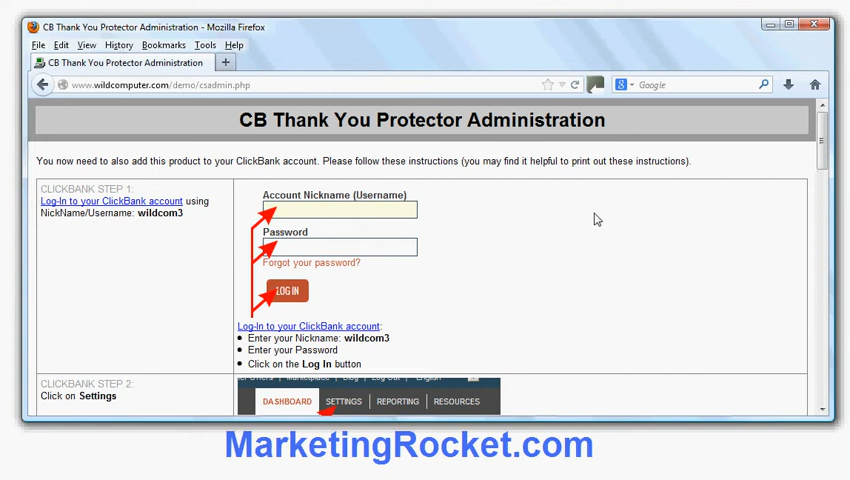 CB Thank You Protector Administration - Mozilla Firefox
File Edit View History Bookmarks Tools Help
CB Thank You Protector Administration
www.wildcomputer.com/demo/csadmin.php
Google
CB Thank You Protector Administration
You now need to also add this product to your ClickBank account. Please follow these instructions (you may find it helpful to print out these instructions).
CLICKBANK STEP 1:
Log-In to your ClickBank account using
NickName/Username: wildcom3
Account Nickname (Username)
Password
Forgot your password?
LOG IN
Log-In to your ClickBank account:
• Enter your Nickname: wildcom3
• Enter your Password
• Click on the Log In button
CLICKBANK STEP 2:
Click on Settings
Marketplace Blog Log Out English
DASHBOARD SETTINGS REPORTING RESOURCES
MarketingRocket.com